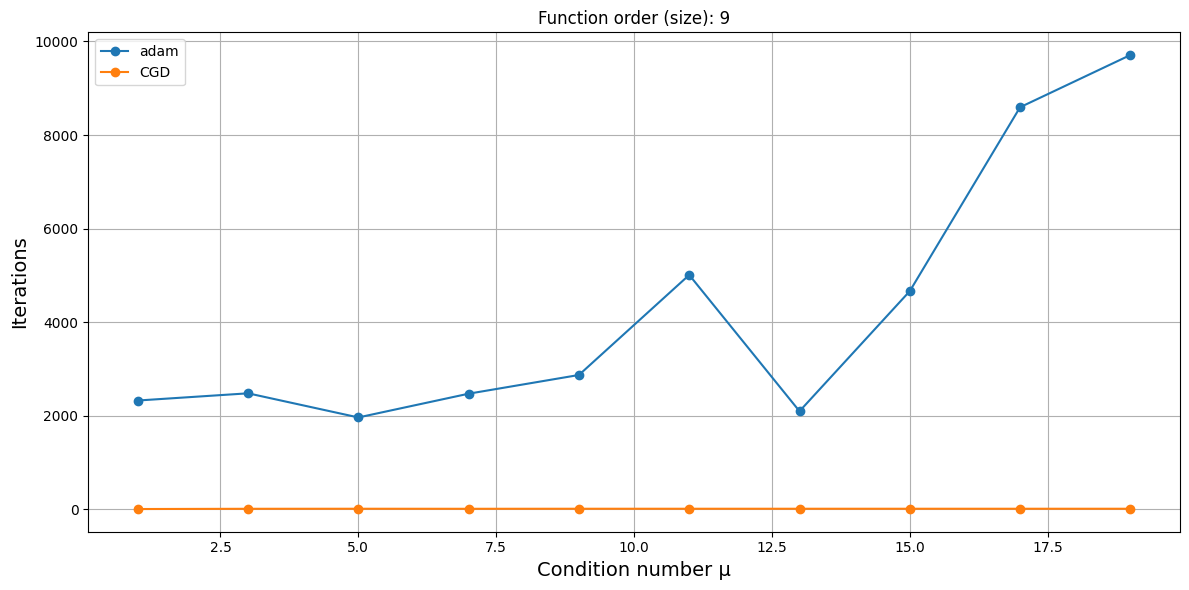 Function order (size): 9
adam
CGD
10000
8000
6000
4000
2000
0
Iterations
2.5 5.0 7.5 10.0 12.5 15.0 17.5
Condition number μ